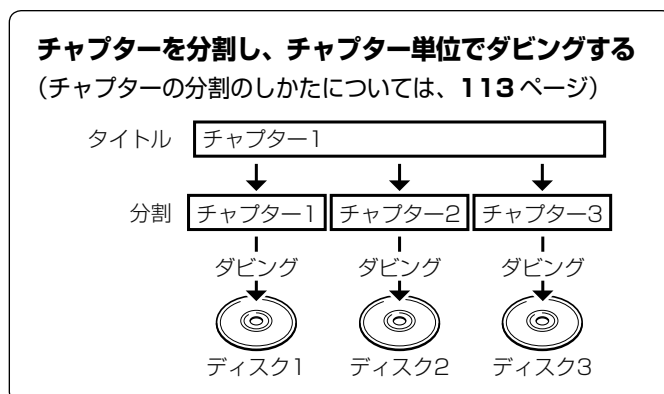 チャプターを分割し、チャプター単位でダビングする
(チャプターの分割のしかたについては、113ページ)
タイトル チャプター1
分割 チャプター1 チャプター2 チャプター3
ダビング ダビング ダビング
ディスク1 ディスク2 ディスク3